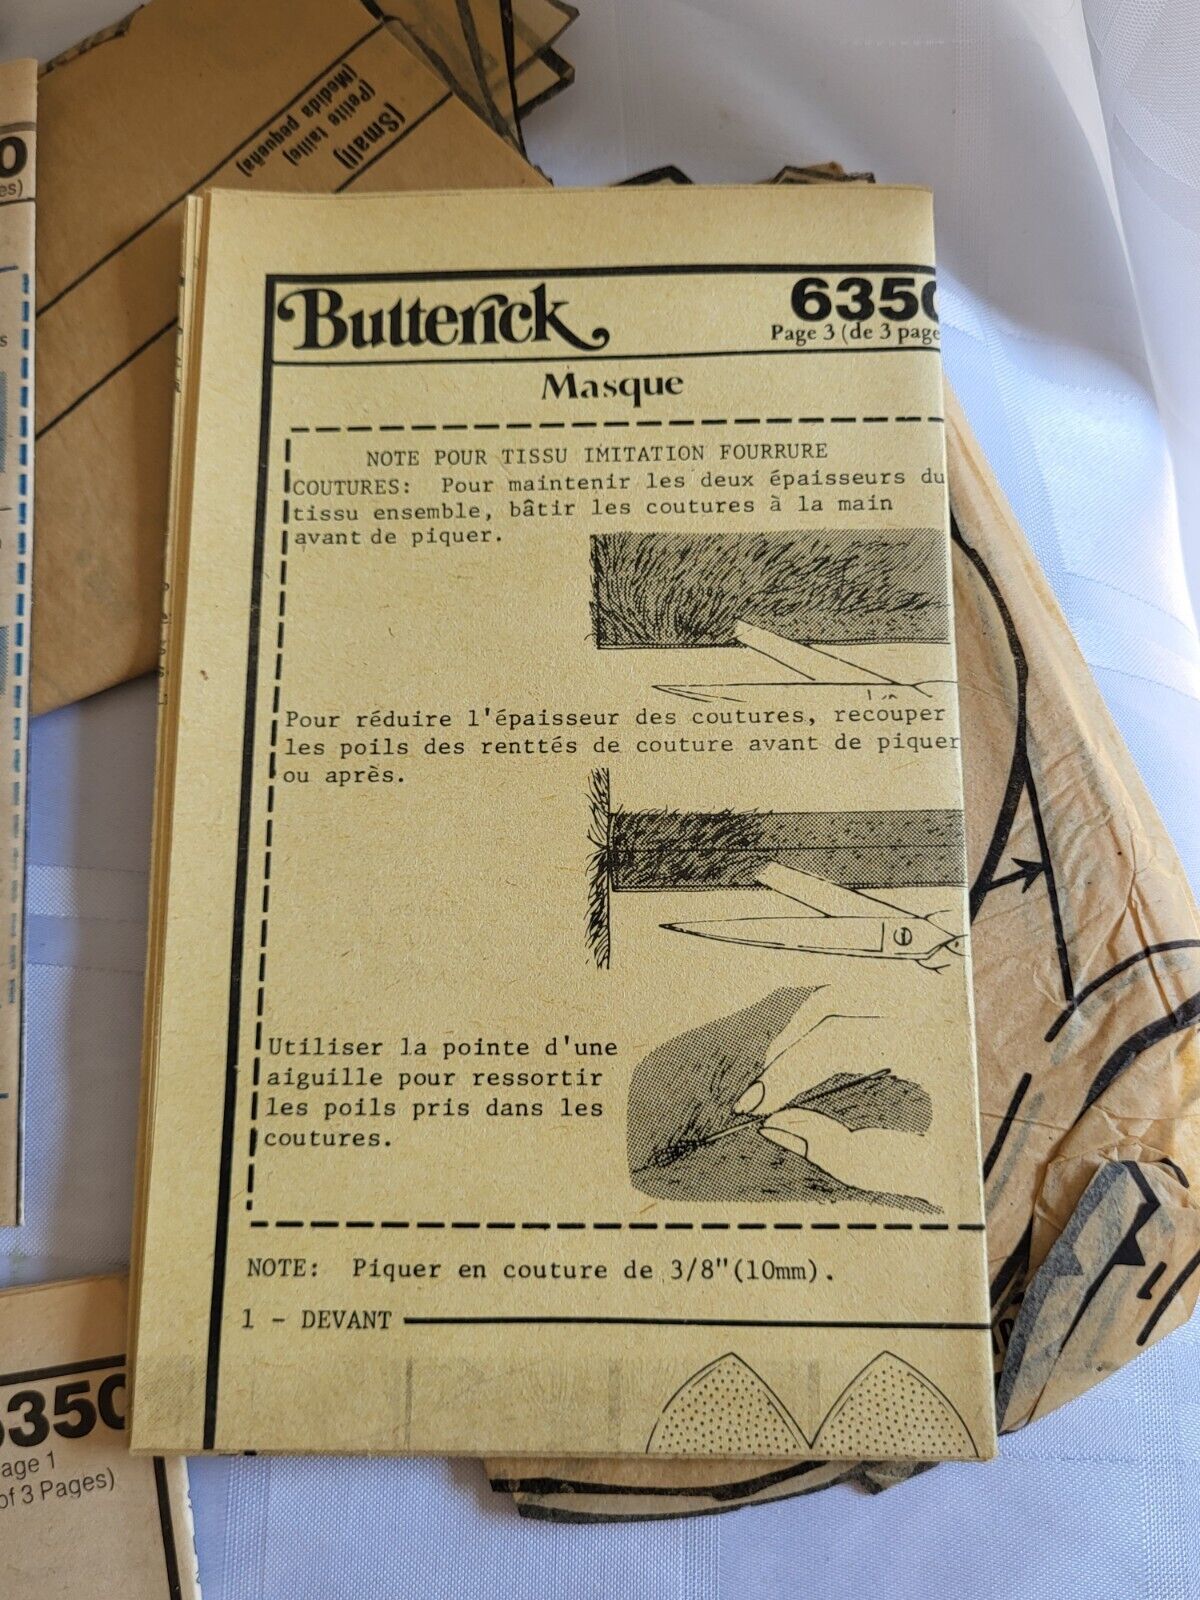 (Small)
(Petite taille)
(Medida pequeña)
Butterick
635
Page 3 (de 3 page
Masque
NOTE POUR TISSU IMITATION FOURRURE
COUTURES: Pour maintenir les deux épaisseurs du
tissu ensemble, bâtir les coutures à la main
avant de piquer.
Pour réduire l'épaisseur des coutures, recouper
les poils des renttés de couture avant de piquer
ou après.
Utiliser la pointe d'une
aiguille pour ressortir
les poils pris dans les
coutures.
NOTE: Piquer en couture de 3/8"(10mm).
1 - DEVANT
350
age 1
of 3 Pages)